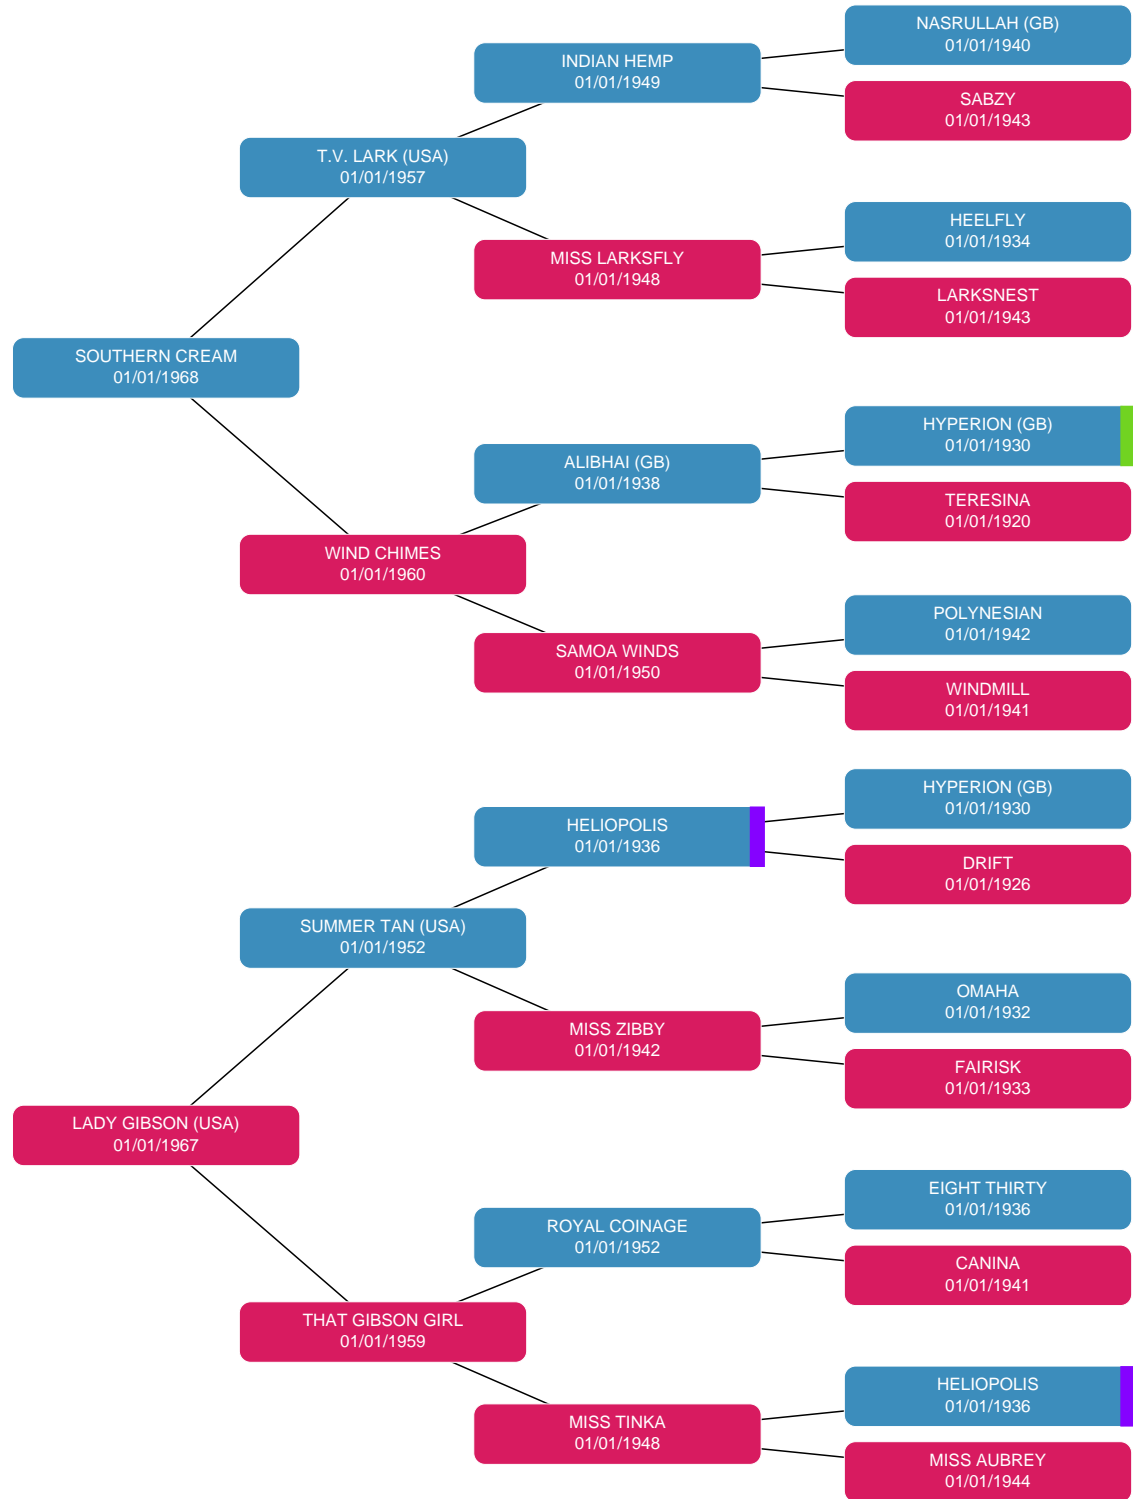 NASRULLAH (GB)
01/01/1940
INDIAN HEMP
01/01/1949
SABZY
01/01/1943
T.V. LARK (USA)
01/01/1957
HEELFLY
01/01/1934
MISS LARKSFLY
01/01/1948
LARKSNEST
01/01/1943
SOUTHERN CREAM
01/01/1968
HYPERION (GB)
01/01/1930
ALIBHAI (GB)
01/01/1938
TERESINA
01/01/1920
WIND CHIMES
01/01/1960
POLYNESIAN
01/01/1942
SAMOA WINDS
01/01/1950
WINDMILL
01/01/1941
HYPERION (GB)
01/01/1930
HELIOPOLIS
01/01/1936
DRIFT
01/01/1926
SUMMER TAN (USA)
01/01/1952
OMAHA
01/01/1932
MISS ZIBBY
01/01/1942
FAIRISK
01/01/1933
LADY GIBSON (USA)
01/01/1967
EIGHT THIRTY
01/01/1936
ROYAL COINAGE
01/01/1952
CANINA
01/01/1941
THAT GIBSON GIRL
01/01/1959
HELIOPOLIS
01/01/1936
MISS TINKA
01/01/1948
MISS AUBREY
01/01/1944